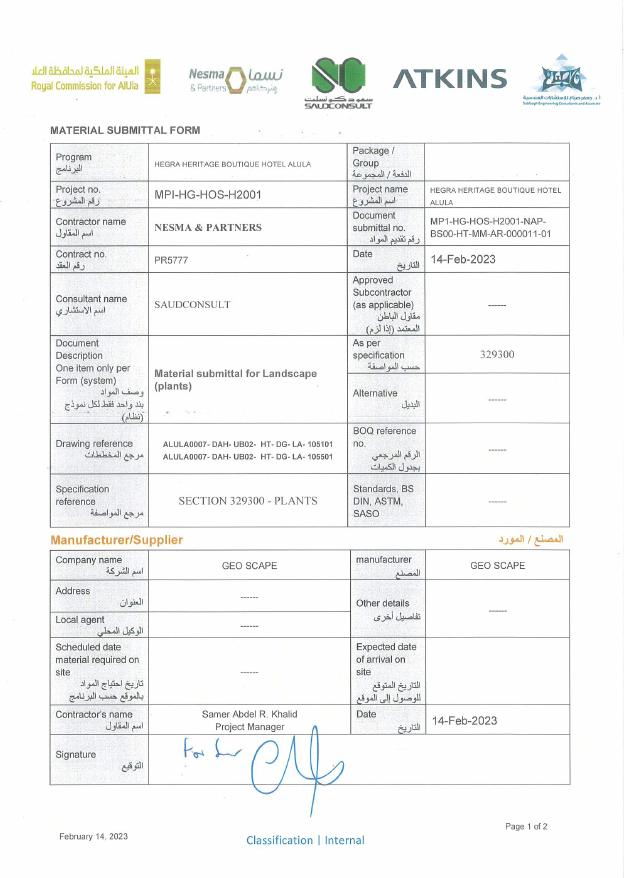 الهيئة الملكية لمحافظة العلا
Royal Commission for AlUla
Nesma
& Partners
نسما
وشركاهم
SC
سعودكونسلت
SAUDCONSULT
ATKINS
MATERIAL SUBMITTAL FORM
Program
البرنامج
HEGRA HERITAGE BOUTIQUE HOTEL ALULA
Package /
Group
الدفعة / المجموعة
Project no.
رقم المشروع
MPI-HG-HOS-H2001
Project name
اسم المشروع
HEGRA HERITAGE BOUTIQUE HOTEL
ALULA
Contractor name
اسم المقاول
NESMA & PARTNERS
Document
submittal no.
رقم تقديم المواد
MP1-HG-HOS-H2001-NAP-
BS00-HT-MM-AR-000011-01
Contract no.
رقم العقد
PR5777
Date
التاريخ
14-Feb-2023
Consultant name
اسم الاستشاري
SAUDCONSULT
Approved
Subcontractor
(as applicable)
مقاول الباطن
المعتمد (إذا لزم)
------
Document
Description
One item only per
Form (system)
وصف المواد
بند واحد فقط لكل نموذج
(نظام)
Material submittal for Landscape
(plants)
As per
specification
حسب المواصفة
329300
Alternative
البديل
------
Drawing reference
مرجع المخططات
ALULA0007- DAH- UB02- HT- DG- LA- 105101
ALULA0007- DAH- UB02- HT- DG- LA- 105501
BOQ reference
no.
الرقم المرجعي
بجدول الكميات
------
Specification
reference
مرجع المواصفة
SECTION 329300 - PLANTS
Standards, BS
DIN, ASTM,
SASO
------
Manufacturer/Supplier
المصنع / المورد
Company name
اسم الشركة
GEO SCAPE
manufacturer
المصنع
GEO SCAPE
Address
العنوان
------
Other details
تفاصيل أخرى
------
Local agent
الوكيل المحلي
------
Scheduled date
material required on
site
تاريخ احتياج المواد
بالموقع حسب البرنامج
------
Expected date
of arrival on
site
التاريخ المتوقع
للوصول إلى الموقع
Contractor's name
اسم المقاول
Samer Abdel R. Khalid
Project Manager
Date
التاريخ
14-Feb-2023
Signature
التوقيع
For
February 14, 2023
Classification | Internal
Page 1 of 2